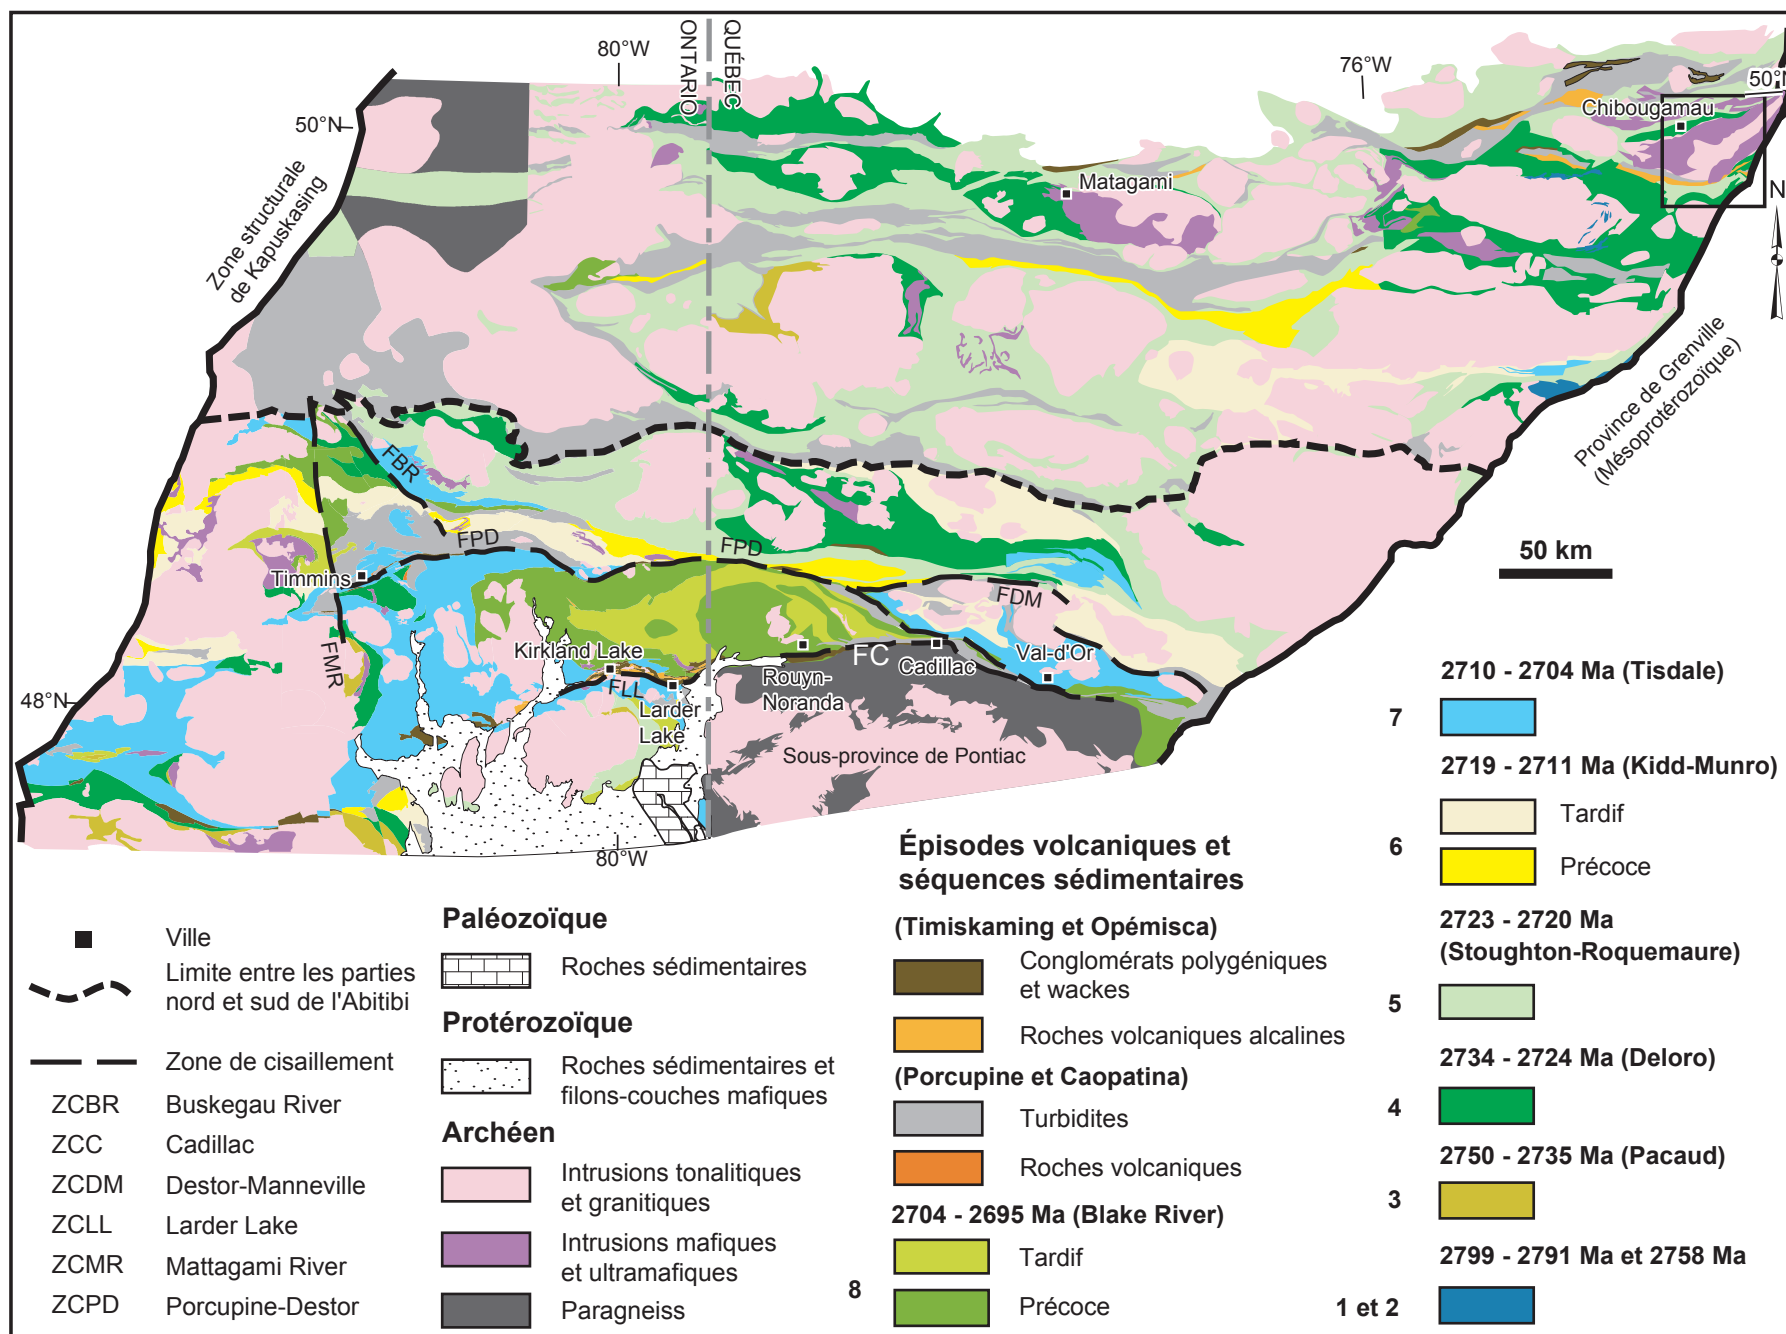 80°W
QUÉBEC
ONTARIO
76°W
50°N
50°N
Chibougamau
Matagami
N
Zone structurale
de Kapuskasing
Province de Grenville
(Mésoprotérozoïque)
FBR
FPD
FPD
50 km
Timmins
FDM
FMR
Kirkland Lake
FC
Cadillac
Val-d'Or
FLL
Rouyn-
Noranda
48°N
Larder
Lake
Sous-province de Pontiac
80°W
Ville
Limite entre les parties
nord et sud de l'Abitibi
Zone de cisaillement
ZCBR Buskegau River
ZCC Cadillac
ZCDM Destor-Manneville
ZCLL Larder Lake
ZCMR Mattagami River
ZCPD Porcupine-Destor
Paléozoïque
Roches sédimentaires
Protérozoïque
Roches sédimentaires et
filons-couches mafiques
Archéen
Intrusions tonalitiques
et granitiques
Intrusions mafiques
et ultramafiques
Paragneiss
Épisodes volcaniques et
séquences sédimentaires
(Timiskaming et Opémisca)
Conglomérats polygéniques
et wackes
Roches volcaniques alcalines
(Porcupine et Caopatina)
Turbidites
Roches volcaniques
2704 - 2695 Ma (Blake River)
Tardif
8
Précoce
2710 - 2704 Ma (Tisdale)
7
2719 - 2711 Ma (Kidd-Munro)
Tardif
6
Précoce
2723 - 2720 Ma
(Stoughton-Roquemaure)
5
2734 - 2724 Ma (Deloro)
4
2750 - 2735 Ma (Pacaud)
3
2799 - 2791 Ma et 2758 Ma
1 et 2